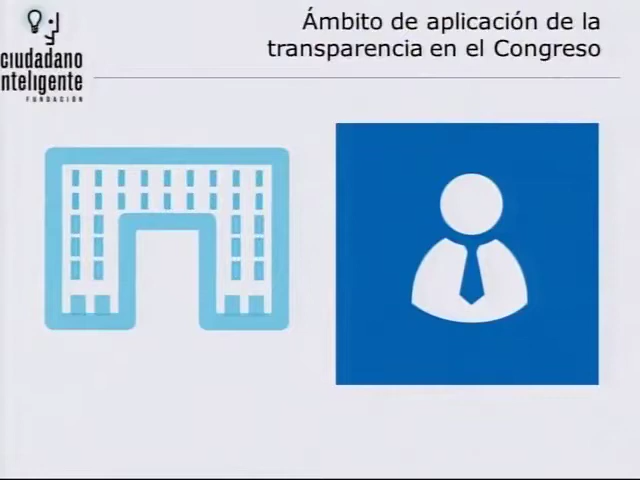 Ámbito de aplicación de la
transparencia en el Congreso
ciudadano
inteligente
FUNDACIÓN